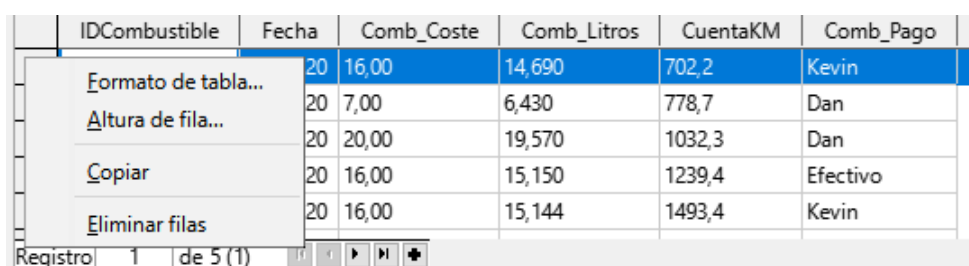 IDCombustible Fecha Comb_Coste Comb_Litros CuentaKM Comb_Pago
20 16,00 14,690 702,2 Kevin
Formato de tabla...
20 7,00 6,430 778,7 Dan
Altura de fila...
20 20,00 19,570 1032,3 Dan
Copiar
20 16,00 15,150 1239,4 Efectivo
Eliminar filas
20 16,00 15,144 1493,4 Kevin
Registro 1 de 5 (1)